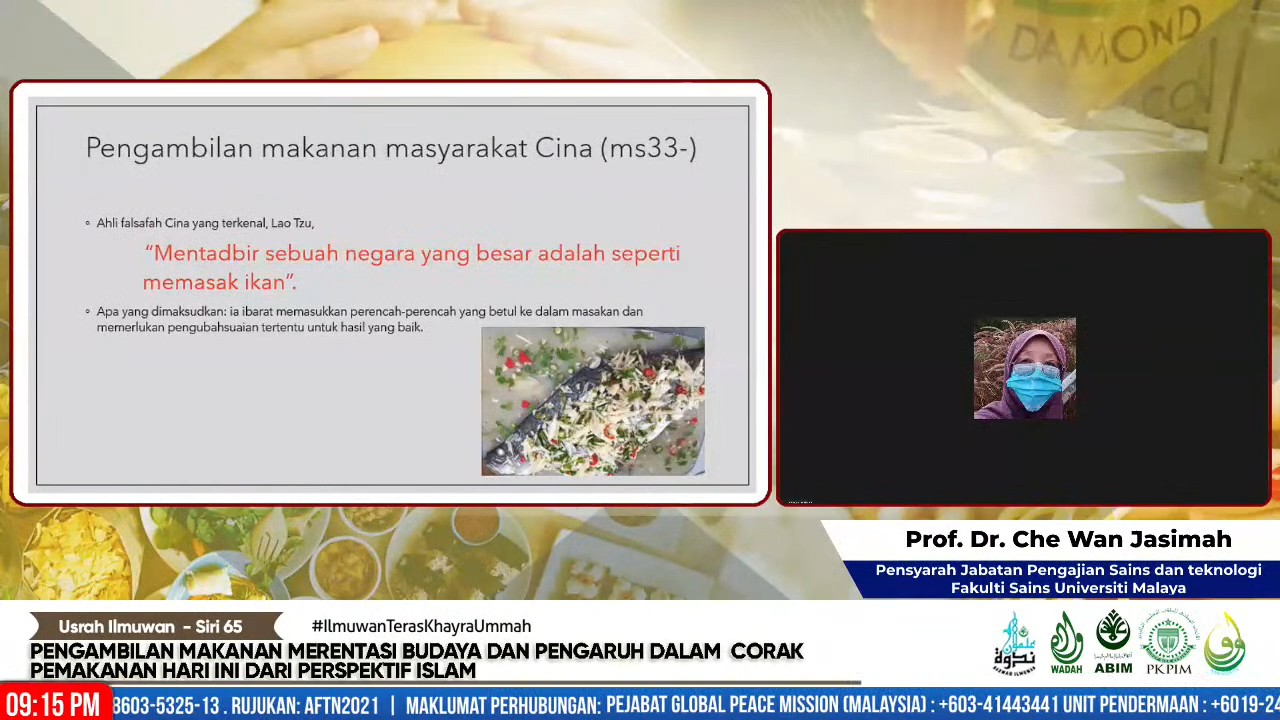 DAMOND
Pengambilan makanan masyarakat Cina (ms33-)
Ahli falsafah Cina yang terkenal, Lao Tzu,
“Mentadbir sebuah negara yang besar adalah seperti
memasak ikan”.
Apa yang dimaksudkan: ia ibarat memasukkan perencah-perencah yang betul ke dalam masakan dan
memerlukan pengubahsuaian tertentu untuk hasil yang baik.
Prof. Dr. Che Wan Jasimah
Pensyarah Jabatan Pengajian Sains dan teknologi
Fakulti Sains Universiti Malaya
Usrah Ilmuwan - Siri 65
#IlmuwanTerasKhayraUmmah
PENGAMBILAN MAKANAN MERENTASI BUDAYA DAN PENGARUH DALAM CORAK
PEMAKANAN HARI INI DARI PERSPEKTIF ISLAM
WADAH
ABIM
PKPIM
09:15 PM
8603-5325-13 . RUJUKAN: AFTN2021 | MAKLUMAT PERHUBUNGAN: PEJABAT GLOBAL PEACE MISSION (MALAYSIA) : +603-41443441 UNIT PENDERMAAN : +6019-24